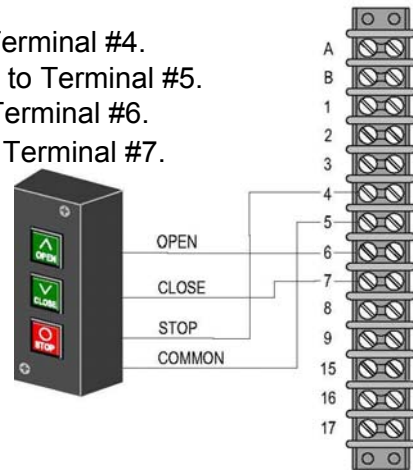 Terminal #4.
to Terminal #5.
Terminal #6.
Terminal #7.
A
B
1
2
3
4
5
6
7
8
9
15
16
17
OPEN
CLOSE
STOP
OPEN
CLOSE
STOP
COMMON